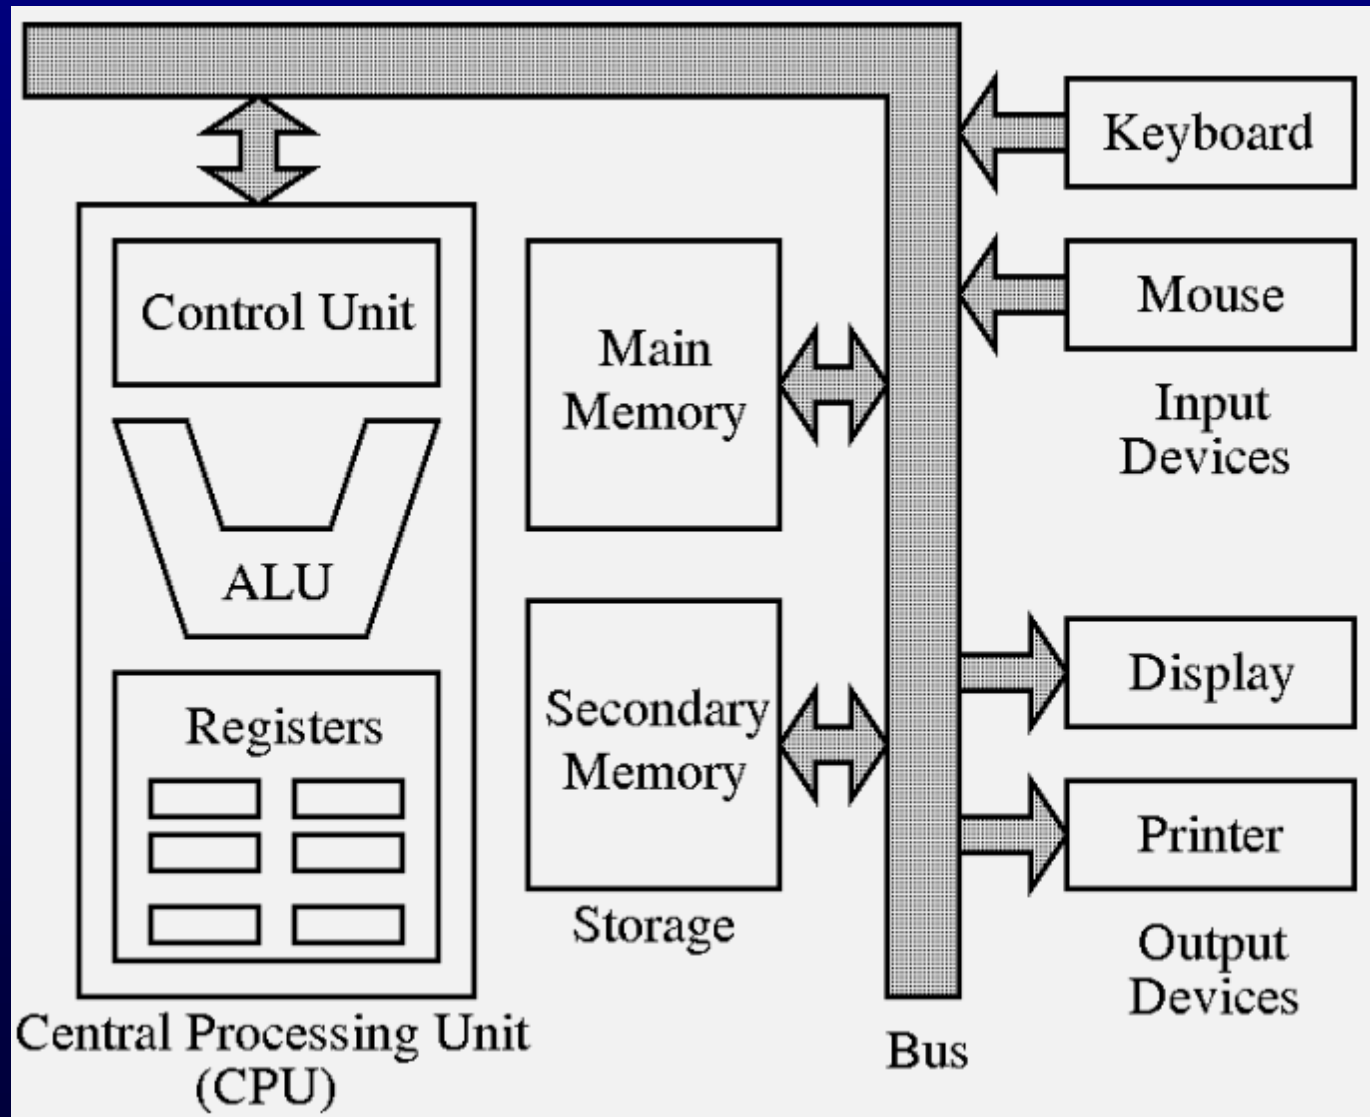 Control Unit
ALU
Registers
Central Processing Unit
(CPU)
Main
Memory
Secondary
Memory
Storage
Bus
Keyboard
Mouse
Input
Devices
Display
Printer
Output
Devices